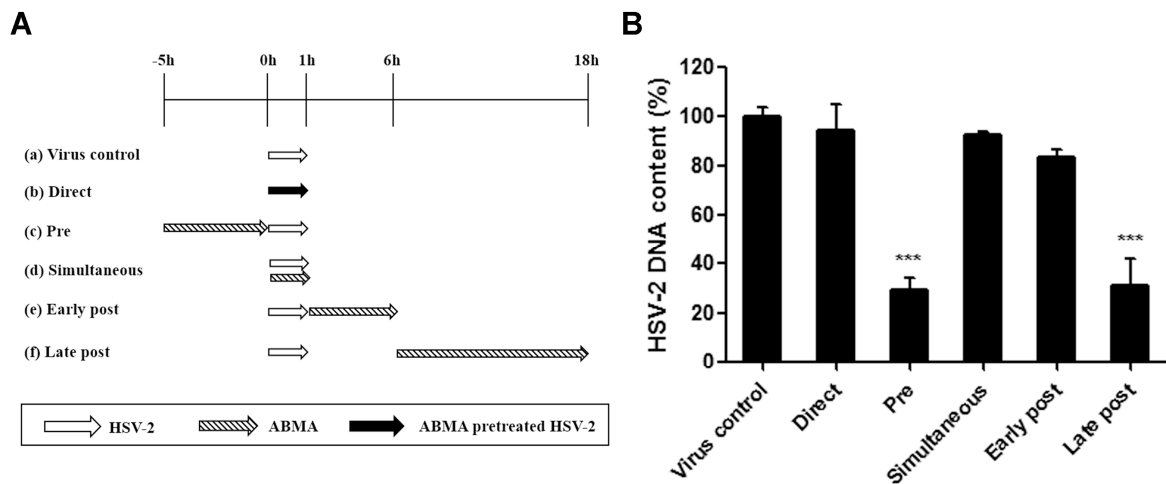 A
-5h 0h 1h 6h 18h
(a) Virus control
(b) Direct
(c) Pre
(d) Simultaneous
(e) Early post
(f) Late post
HSV-2 ABMA ABMA pretreated HSV-2
B
HSV-2 DNA content (%)
120
100
80
60
40
20
0
***
***
Virus control
Direct
Pre
Simultaneous
Early post
Late post